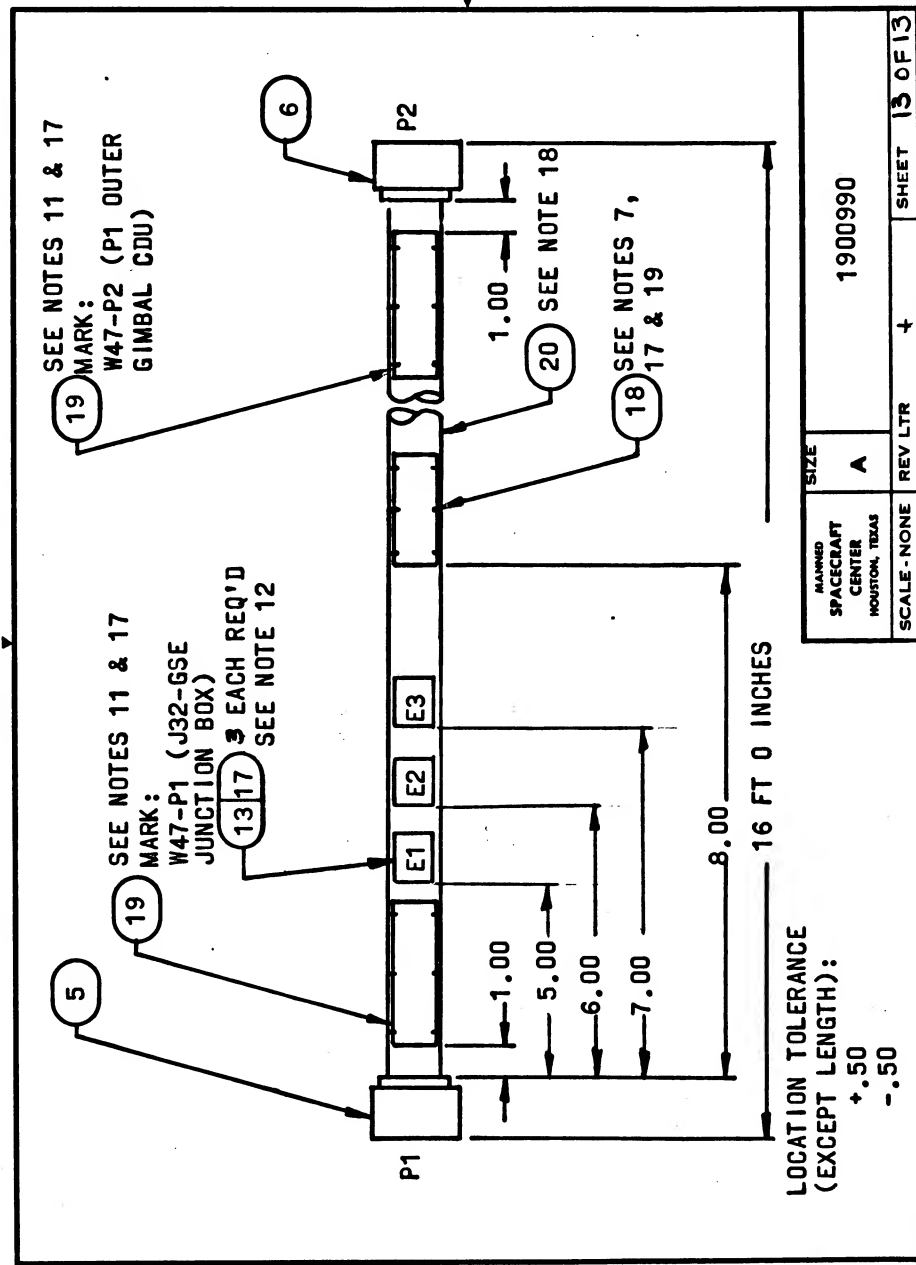 SEE NOTES 11 & 17
MARK:
W47-P1 (J32-GSE
JUNCTION BOX)
19
13 17
3 EACH REQ'D
SEE NOTE 12
5
P1
E1
E2
E3
SEE NOTES 11 & 17
MARK:
W47-P2 (P1 OUTER
GIMBAL CDU)
19
6
P2
1.00
20
SEE NOTE 18
18
SEE NOTES 7,
17 & 19
1.00
5.00
6.00
7.00
8.00
16 FT 0 INCHES
LOCATION TOLERANCE
(EXCEPT LENGTH):
+.50
-.50
MANNED
SPACECRAFT
CENTER
HOUSTON, TEXAS
SIZE
A
1900990
SCALE-NONE
REV LTR
+
SHEET 13 OF 13